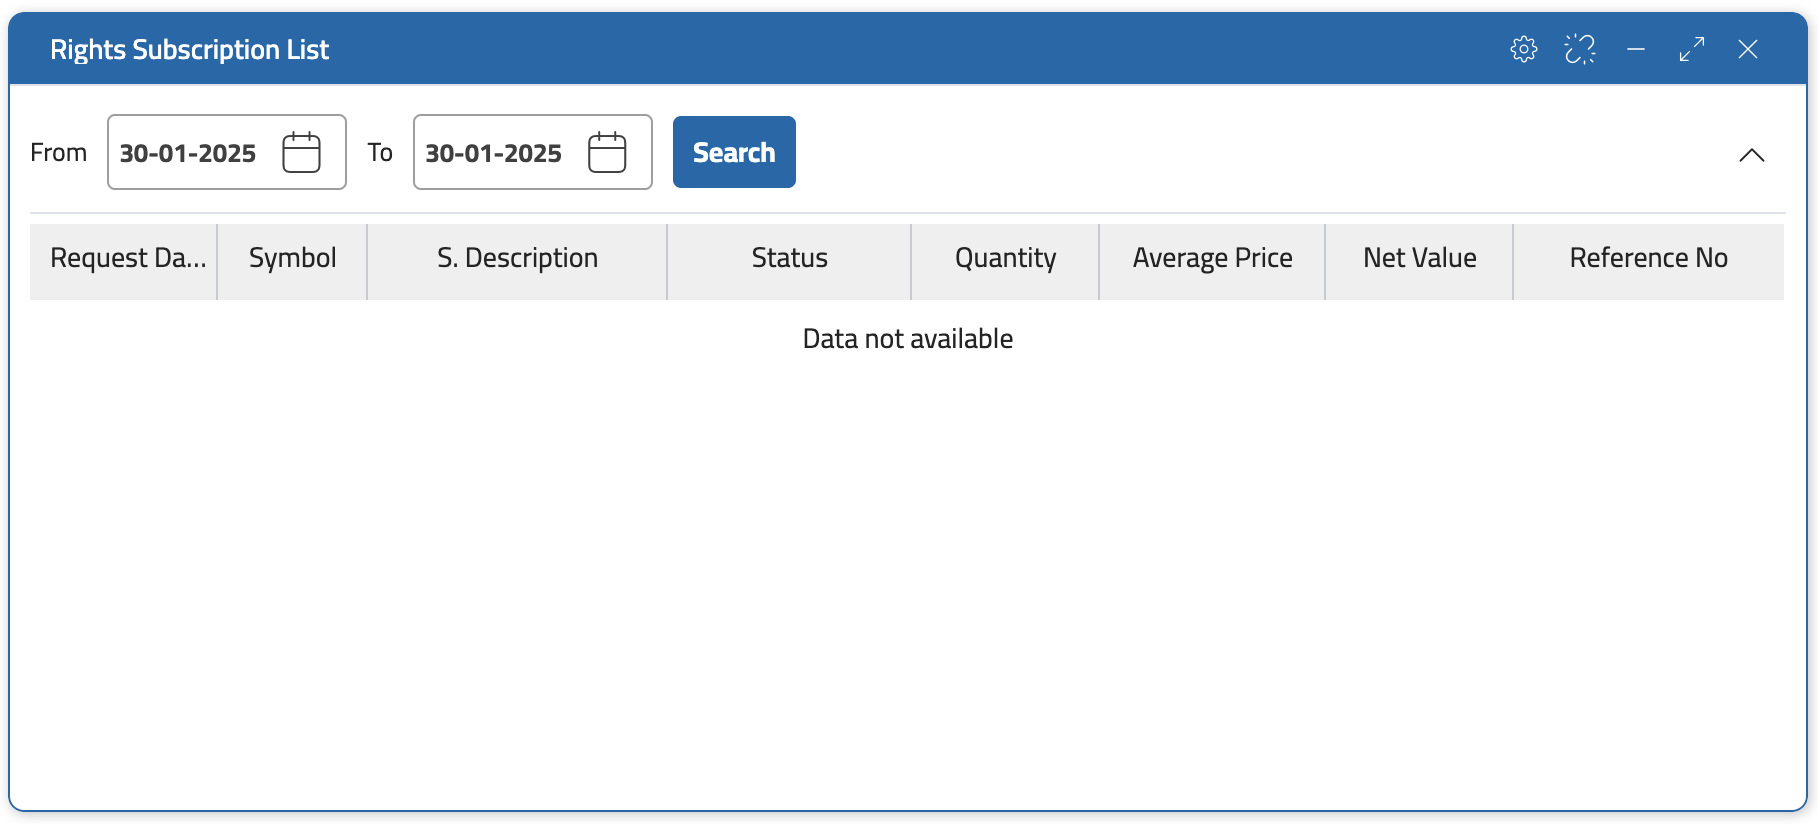 Rights Subscription List
From 30-01-2025 To 30-01-2025 Search
Request Da... Symbol S. Description Status Quantity Average Price Net Value Reference No
Data not available